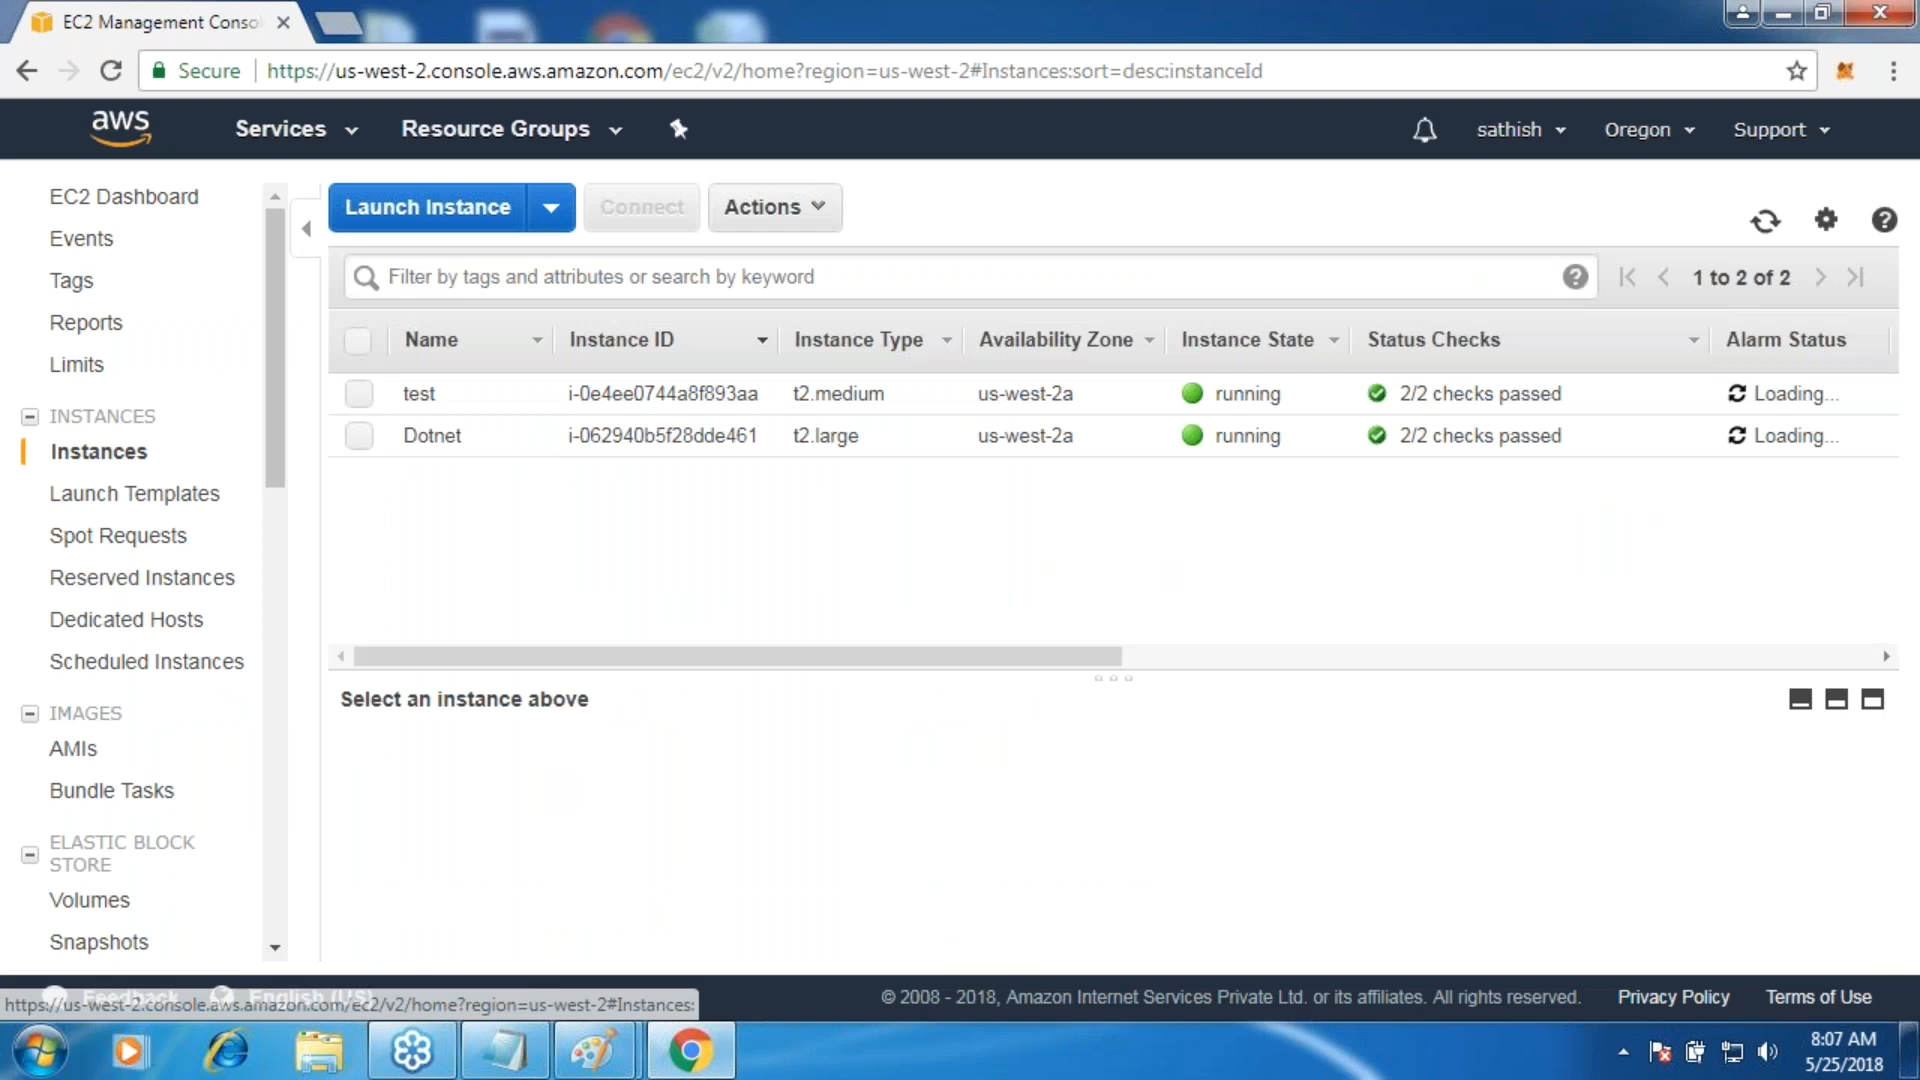 EC2 Management Conso
Secure https://us-west-2.console.aws.amazon.com/ec2/v2/home?region=us-west-2#Instances:sort=desc:instanceId
aws Services Resource Groups sathish Oregon Support
EC2 Dashboard
Events
Tags
Reports
Limits
INSTANCES
Instances
Launch Templates
Spot Requests
Reserved Instances
Dedicated Hosts
Scheduled Instances
IMAGES
AMIs
Bundle Tasks
ELASTIC BLOCK
STORE
Volumes
Snapshots
Launch Instance Connect Actions
Filter by tags and attributes or search by keyword 1 to 2 of 2
Name Instance ID Instance Type Availability Zone Instance State Status Checks Alarm Status
test i-0e4ee0744a8f893aa t2.medium us-west-2a running 2/2 checks passed Loading...
Dotnet i-062940b5f28dde461 t2.large us-west-2a running 2/2 checks passed Loading...
Select an instance above
Feedback English (US)
https://us-west-2.console.aws.amazon.com/ec2/v2/home?region=us-west-2#Instances:
© 2008 - 2018, Amazon Internet Services Private Ltd. or its affiliates. All rights reserved. Privacy Policy Terms of Use
8:07 AM
5/25/2018